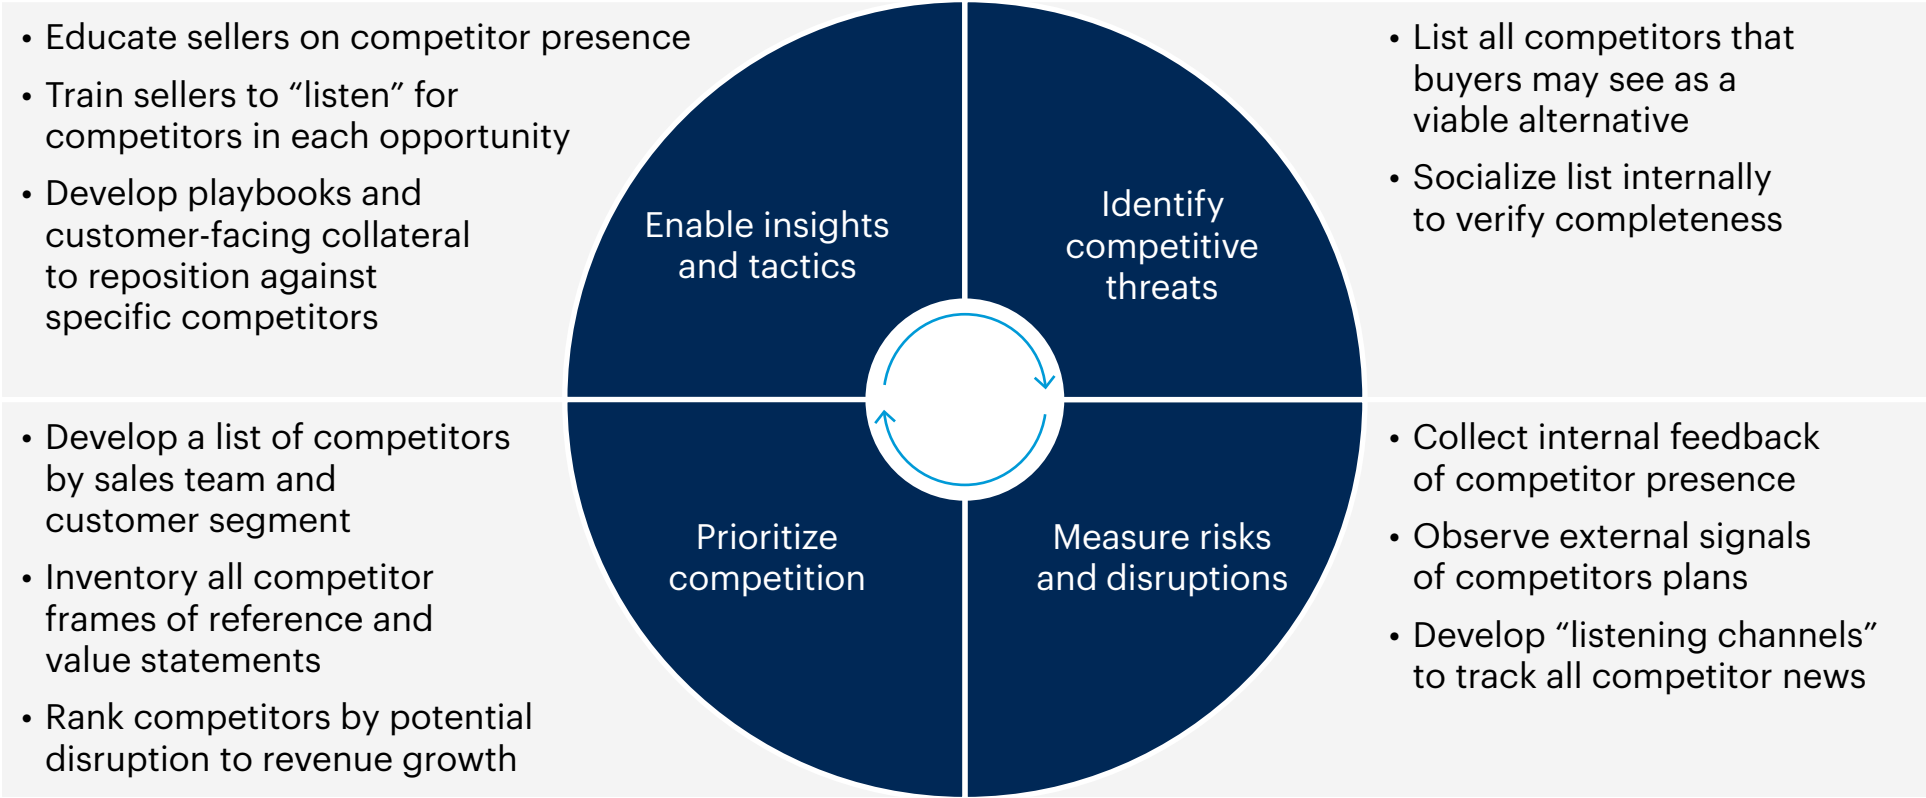 • Educate sellers on competitor presence
• Train sellers to “listen” for
competitors in each opportunity
• Develop playbooks and
customer-facing collateral
to reposition against
specific competitors
Enable insights
and tactics
Identify
competitive
threats
• List all competitors that
buyers may see as a
viable alternative
• Socialize list internally
to verify completeness
• Develop a list of competitors
by sales team and
customer segment
• Inventory all competitor
frames of reference and
value statements
• Rank competitors by potential
disruption to revenue growth
Prioritize
competition
Measure risks
and disruptions
• Collect internal feedback
of competitor presence
• Observe external signals
of competitors plans
• Develop “listening channels”
to track all competitor news